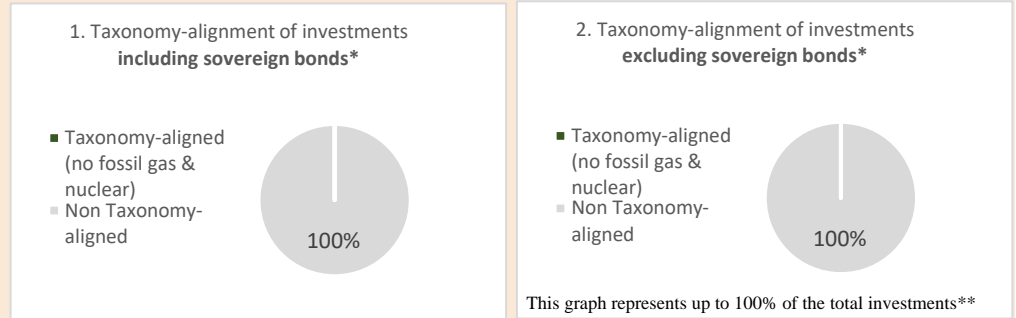 1. Taxonomy-alignment of investments
including sovereign bonds*
Taxonomy-aligned
(no fossil gas &
nuclear)
Non Taxonomy-
aligned
100%
2. Taxonomy-alignment of investments
excluding sovereign bonds*
Taxonomy-aligned
(no fossil gas &
nuclear)
Non Taxonomy-
aligned
100%
This graph represents up to 100% of the total investments**